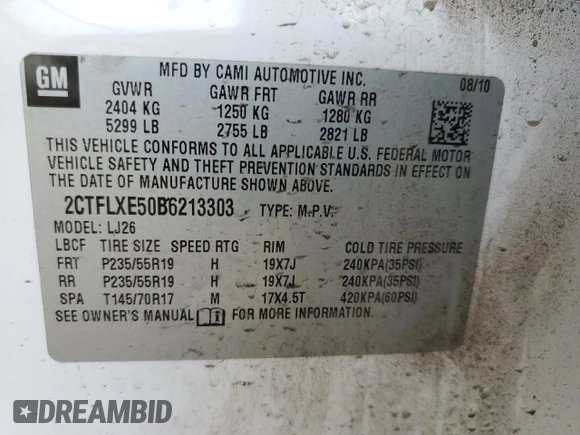 GM
MFD BY CAMI AUTOMOTIVE INC. 08/10
GVWR GAWR FRT GAWR RR
2404 KG 1250 KG 1280 KG
5299 LB 2755 LB 2821 LB
THIS VEHICLE CONFORMS TO ALL APPLICABLE U.S. FEDERAL MOTOR
VEHICLE SAFETY AND THEFT PREVENTION STANDARDS IN EFFECT ON
THE DATE OF MANUFACTURE SHOWN ABOVE.
2CTFLXE50B6213303 TYPE: M.P.V.
MODEL: LJ26
LBCF TIRE SIZE SPEED RTG RIM COLD TIRE PRESSURE
FRT P235/55R19 H 19X7J 240KPA(35PSI)
RR P235/55R19 H 19X7J 240KPA(35PSI)
SPA T145/70R17 M 17X4.5T 420KPA(60PSI)
SEE OWNER'S MANUAL FOR MORE INFORMATION.
DREAMBID